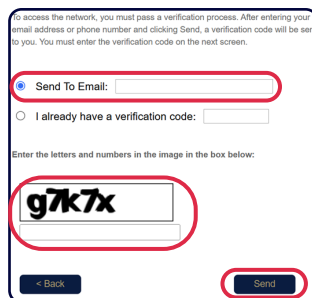 To access the network, you must pass a verification process. After entering your
email address or phone number and clicking Send, a verification code will be sen
to you. You must enter the verification code on the next screen.
Send To Email:
I already have a verification code:
Enter the letters and numbers in the image in the box below:
g7k7x
< Back
Send